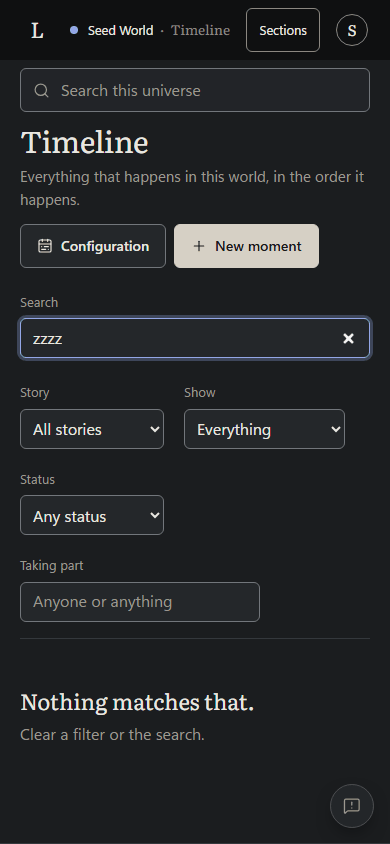 L Seed World · Timeline Sections S
Search this universe
Timeline
Everything that happens in this world, in the order it
happens.
Configuration + New moment
Search
zzzz ×
Story Show
All stories Everything
Status
Any status
Taking part
Anyone or anything
Nothing matches that.
Clear a filter or the search.